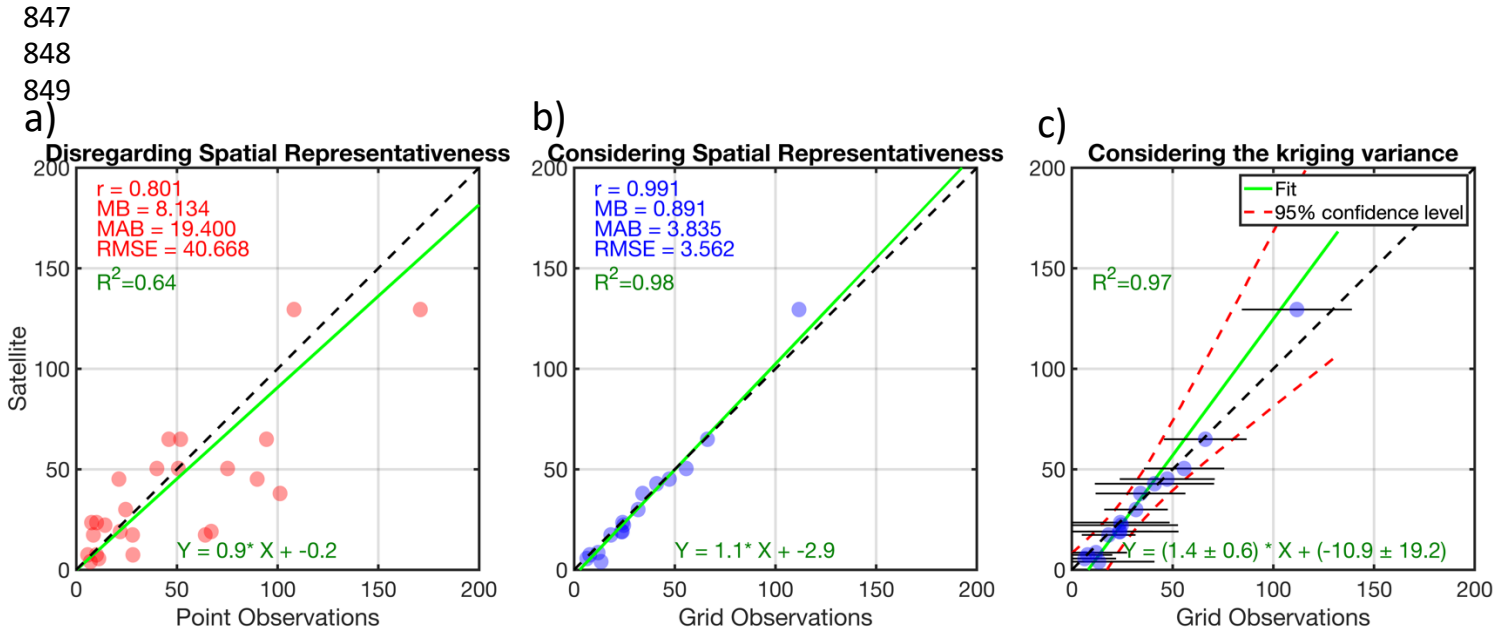 847
848
849
a)
Disregarding Spatial Representativeness
r = 0.801
MB = 8.134
MAB = 19.400
RMSE = 40.668
R²=0.64
Y = 0.9* X + -0.2
Satellite
200
150
100
50
0
0 50 100 150 200
Point Observations
b)
Considering Spatial Representativeness
r = 0.991
MB = 0.891
MAB = 3.835
RMSE = 3.562
R²=0.98
Y = 1.1* X + -2.9
200
150
100
50
0
0 50 100 150 200
Grid Observations
c)
Considering the kriging variance
Fit
95% confidence level
R²=0.97
Y = (1.4 ± 0.6) * X + (-10.9 ± 19.2)
200
150
100
50
0
0 50 100 150 200
Grid Observations